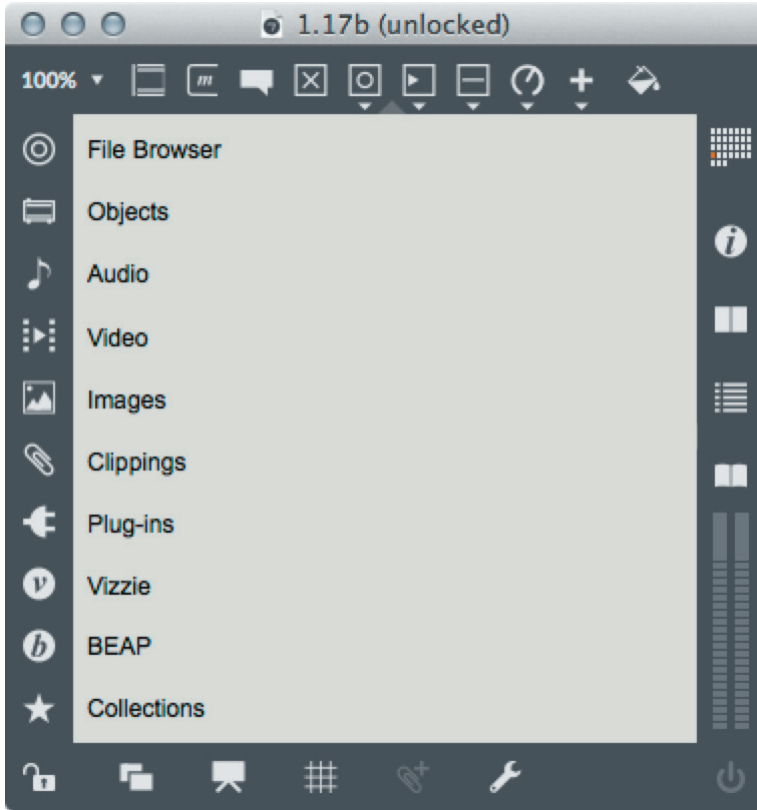 1.17b (unlocked)
100%
m
File Browser
Objects
Audio
Video
Images
Clippings
Plug-ins
Vizzie
BEAP
Collections
i
v
b